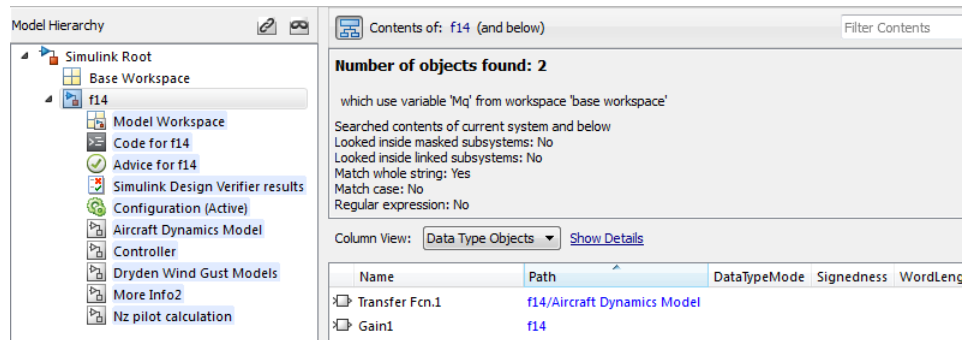 Model Hierarchy
Simulink Root
Base Workspace
f14
Model Workspace
Code for f14
Advice for f14
Simulink Design Verifier results
Configuration (Active)
Aircraft Dynamics Model
Controller
Dryden Wind Gust Models
More Info2
Nz pilot calculation
Contents of: f14 (and below)
Filter Contents
Number of objects found: 2
which use variable 'Mq' from workspace 'base workspace'
Searched contents of current system and below
Looked inside masked subsystems: No
Looked inside linked subsystems: No
Match whole string: Yes
Match case: No
Regular expression: No
Column View: Data Type Objects Show Details
Name Path DataTypeMode Signedness WordLeng
Transfer Fcn.1 f14/Aircraft Dynamics Model
Gain1 f14